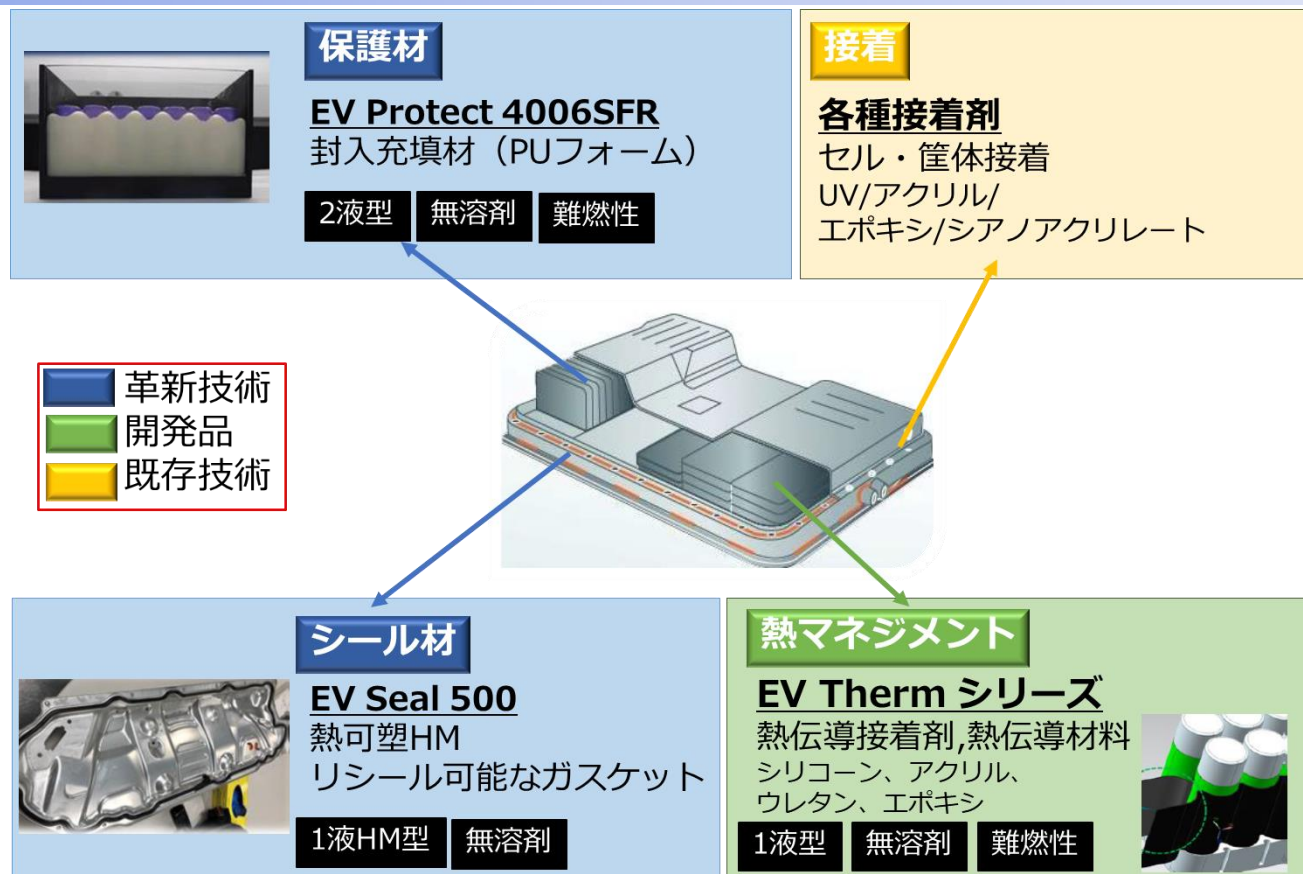 保護材
EV Protect 4006SFR
封入充填材（PUフォーム）
2液型
無溶剤
難燃性
接着
各種接着剤
セル・筐体接着
UV/アクリル/
エポキシ/シアノアクリレート
革新技術
開発品
既存技術
シール材
EV Seal 500
熱可塑HM
リシール可能なガスケット
1液HM型
無溶剤
熱マネジメント
EV Therm シリーズ
熱伝導接着剤,熱伝導材料
シリコーン、アクリル、
ウレタン、エポキシ
1液型
無溶剤
難燃性